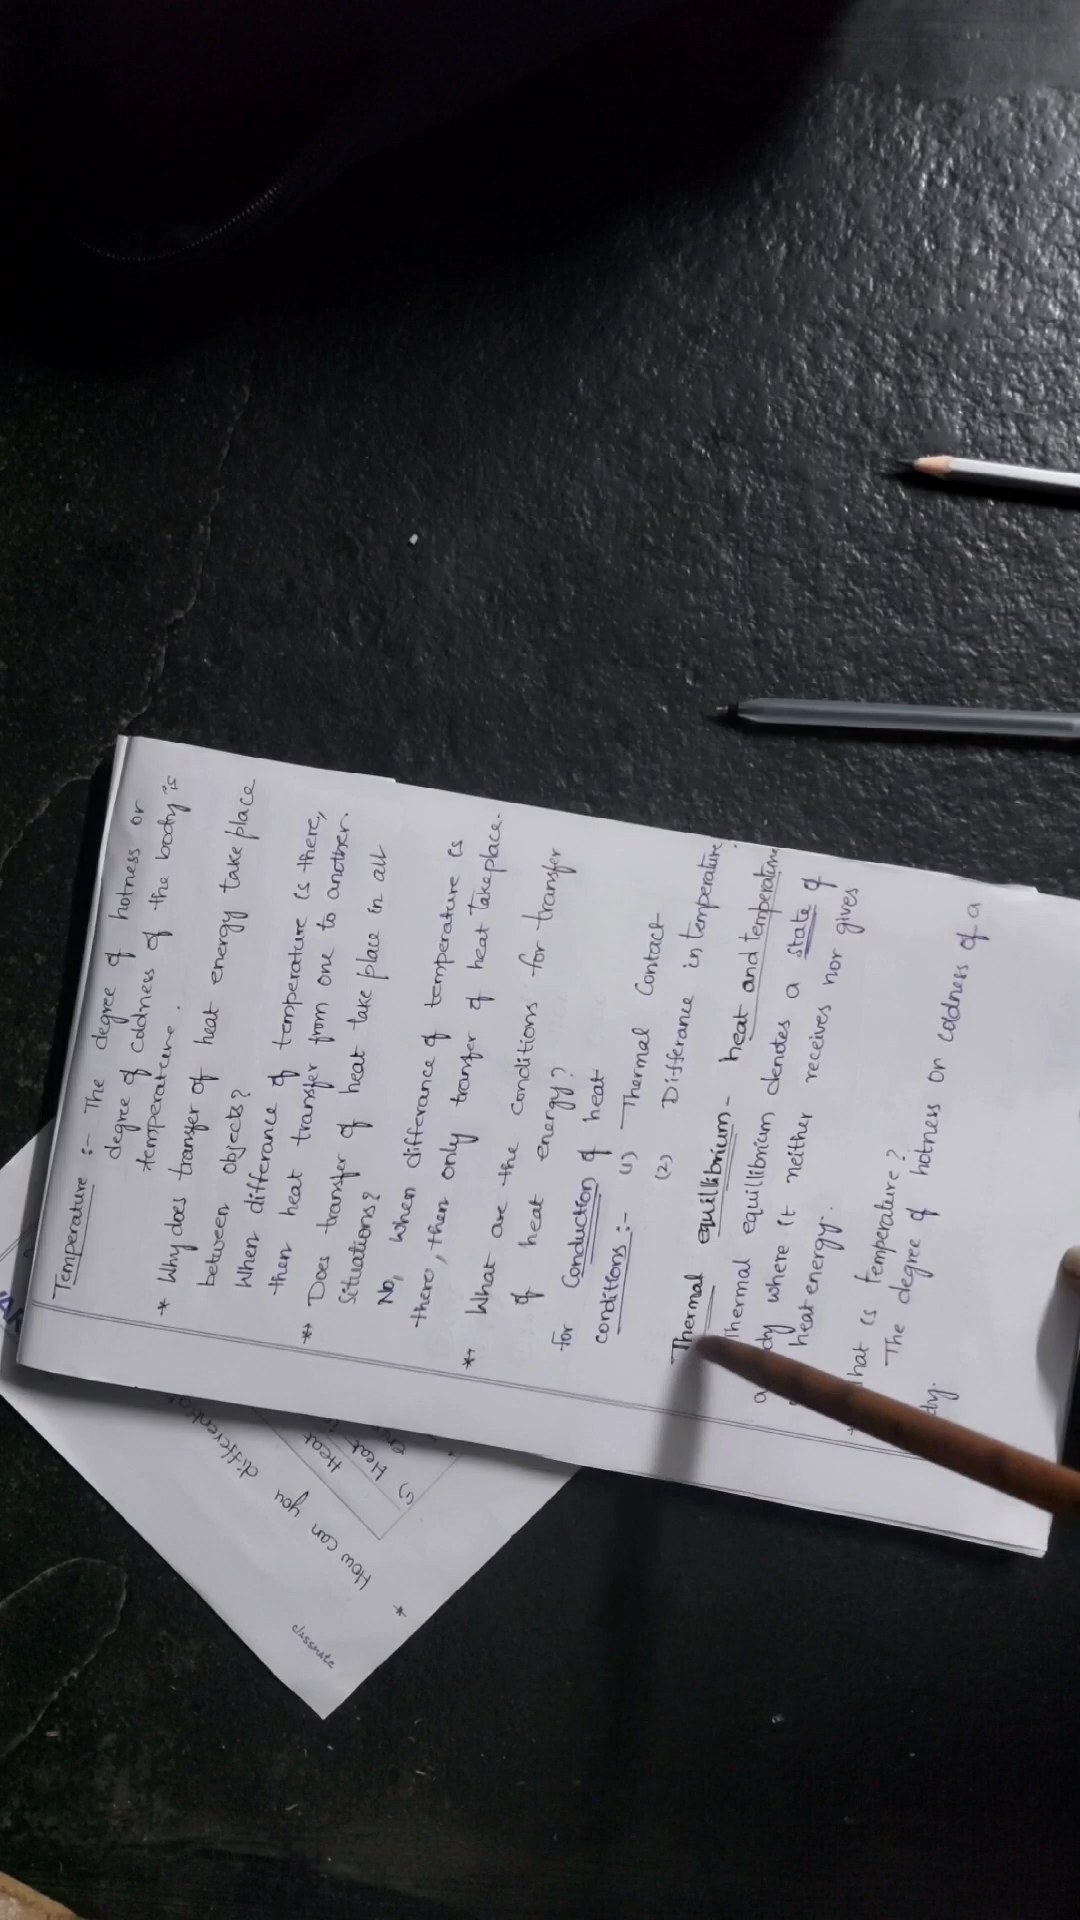 Temperature :- The degree of hotness or
degree of coldness of the body is
temperature.
* Why does transfer of heat energy take place
between objects?
When differance of temperature is there,
then heat transfer from one to another.
* Does transfer of heat take place in all
situations?
No, When differance of temperature is
there, then only transfer of heat takeplace.
* What are the conditions for transfer
of heat energy?
for Conduction of heat
conditions :- (1) Thermal Contact
(2) Differance in temperature.
Thermal equillibrium - heat and temperature
Thermal equillibrium denotes a state of
a dy where it neither receives nor gives
heat energy.
hat is temperature?
The degree of hotness or coldness of a
dy.
classmate
* How can you
(1) Heat
Heat